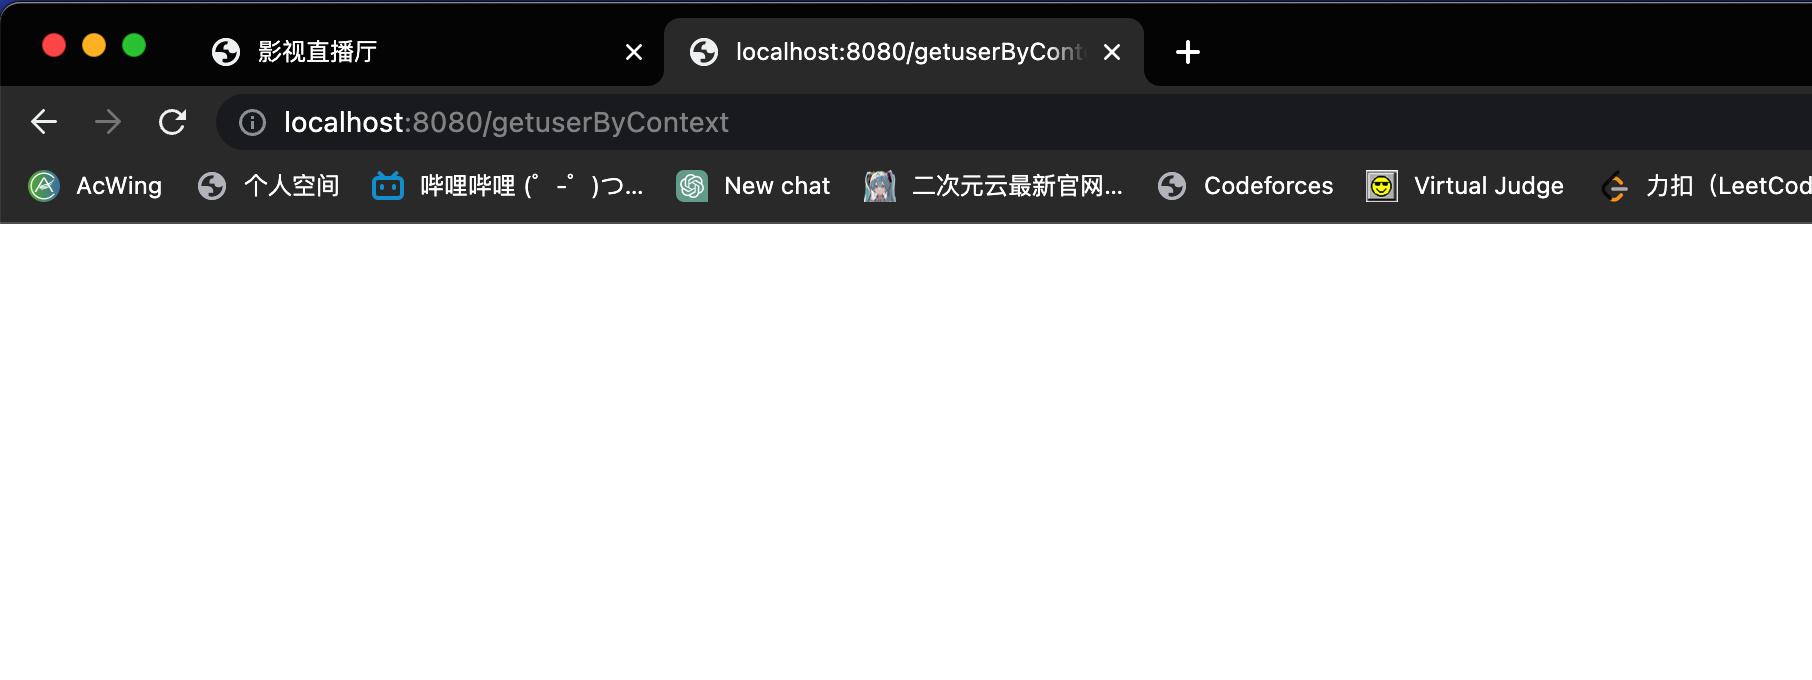 影视直播厅
localhost:8080/getuserByCont
localhost:8080/getuserByContext
AcWing 个人空间 哔哩哔哩 (゜-゜)つ... New chat 二次元云最新官网... Codeforces Virtual Judge 力扣（LeetCod